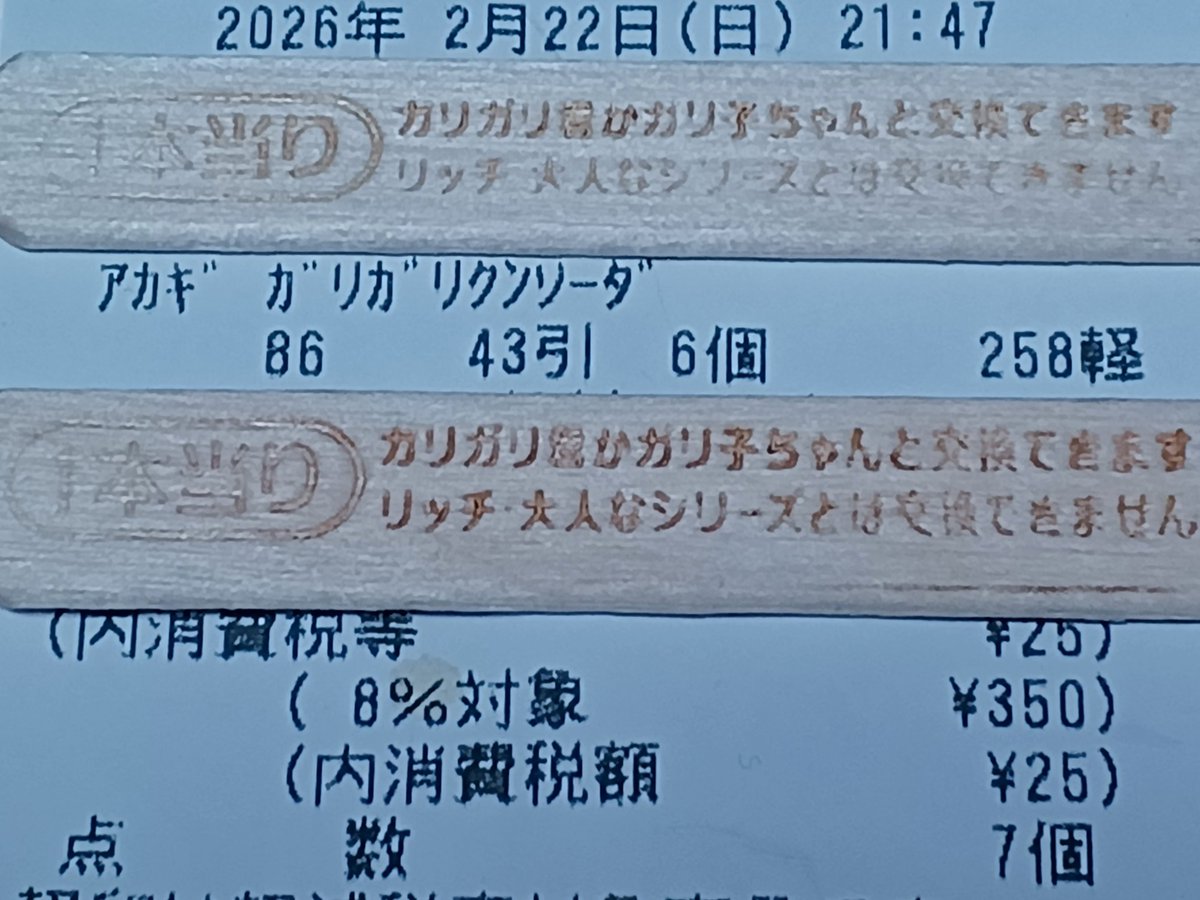 2026年 2月22日(日) 21:47
1本当り
ガリガリ君かガリ子ちゃんと交換できます
リッチ・大人なシリーズとは交換できません
アカギ ガリガリクンソーダ
86 43引 6個 258軽
1本当り
ガリガリ君かガリ子ちゃんと交換できます
リッチ・大人なシリーズとは交換できません
(内消費税等 ¥25)
( 8%対象 ¥350)
(内消費税額 ¥25)
点 数 7個